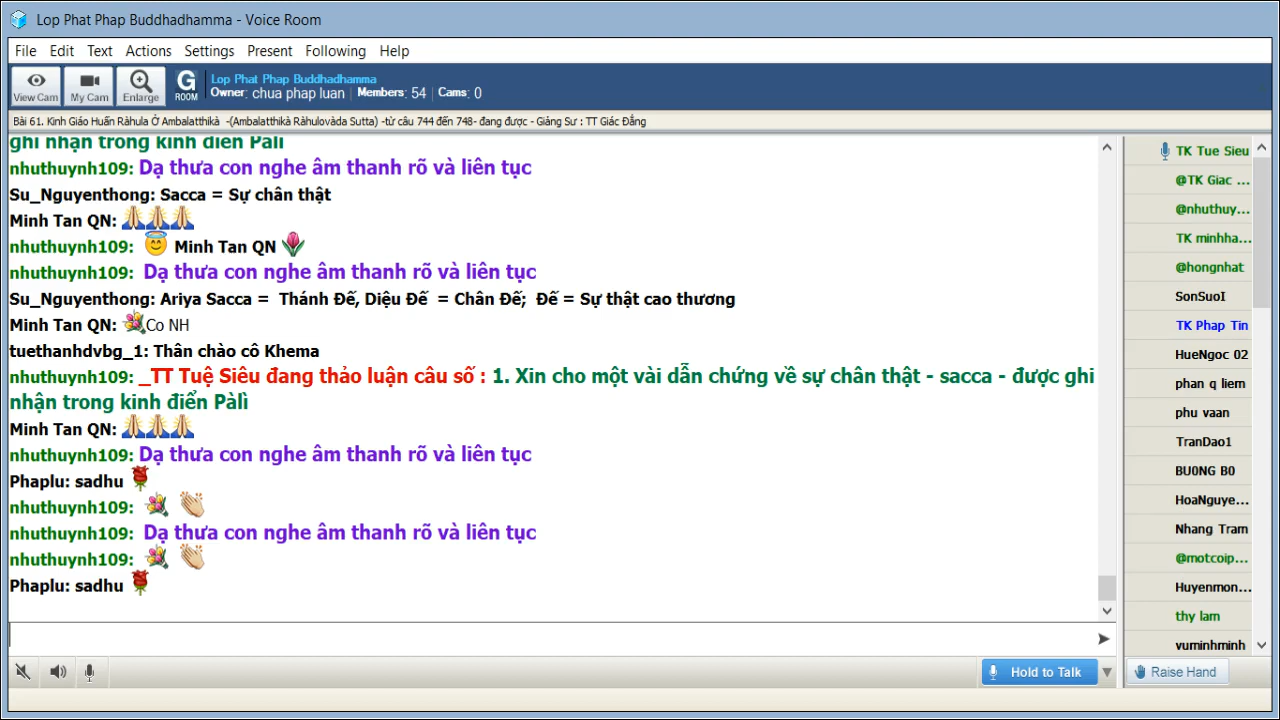 Lop Phat Phap Buddhadhamma - Voice Room
File Edit Text Actions Settings Present Following Help
View Cam My Cam Enlarge G ROOM
Lop Phat Phap Buddhadhamma
Owner: chua phap luan Members: 54 Cams: 0
Bài 61. Kinh Giáo Huấn Ràhula Ở Ambalatthikà -(Ambalatthikà Ràhulovàda Sutta) -từ câu 744 đến 748- đang được - Giảng Sư : TT Giác Đẳng
ghi nhận trong kinh điển Pàlì
nhuthuynh109: Dạ thưa con nghe âm thanh rõ và liên tục
Su_Nguyenthong: Sacca = Sự chân thật
Minh Tan QN: 🙏🙏🙏
nhuthuynh109: 😇 Minh Tan QN 🌷
nhuthuynh109: Dạ thưa con nghe âm thanh rõ và liên tục
Su_Nguyenthong: Ariya Sacca = Thánh Đế, Diệu Đế = Chân Đế; Đế = Sự thật cao thương
Minh Tan QN: 💐Co NH
tuethanhdvbg_1: Thân chào cô Khema
nhuthuynh109: _TT Tuệ Siêu đang thảo luận câu số : 1. Xin cho một vài dẫn chứng về sự chân thật - sacca - được ghi
nhận trong kinh điển Pàlì
Minh Tan QN: 🙏🙏🙏
nhuthuynh109: Dạ thưa con nghe âm thanh rõ và liên tục
Phaplu: sadhu 🌹
nhuthuynh109: 💐 👏
nhuthuynh109: Dạ thưa con nghe âm thanh rõ và liên tục
nhuthuynh109: 💐 👏
Phaplu: sadhu 🌹
TK Tue Sieu
@TK Giac ...
@nhuthuy...
TK minhha...
@hongnhat
SonSuoI
TK Phap Tin
HueNgoc 02
phan q liem
phu vaan
TranDao1
BU0NG B0
HoaNguye...
Nhang Tram
@motcoip...
Huyenmon...
thy lam
vuminhminh
Hold to Talk
Raise Hand